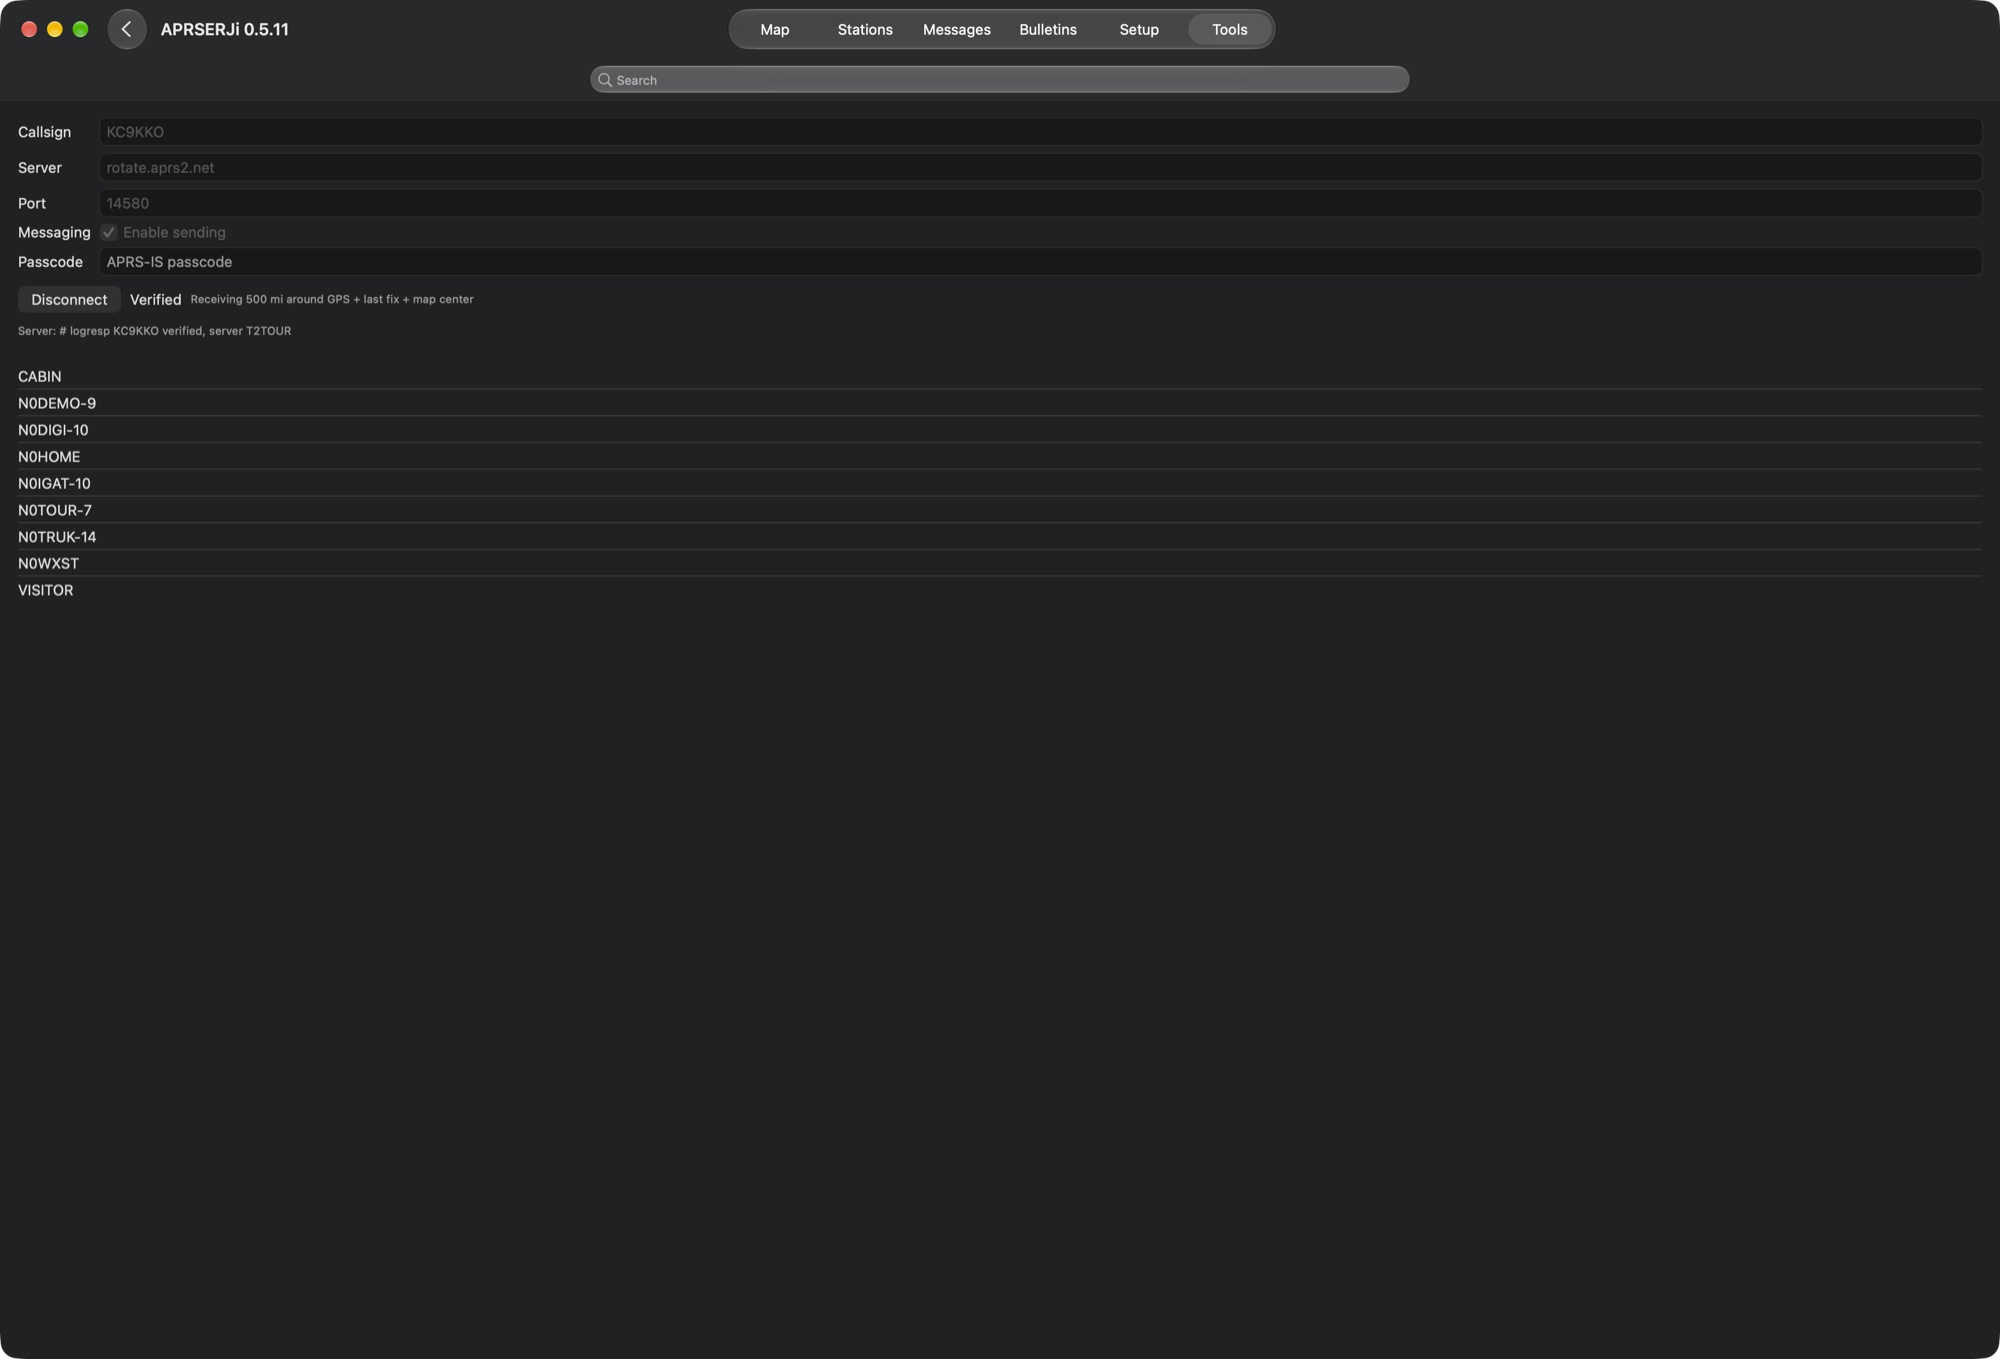 APRSERJi 0.5.11
Map Stations Messages Bulletins Setup Tools
Search
Callsign KC9KKO
Server rotate.aprs2.net
Port 14580
Messaging Enable sending
Passcode APRS-IS passcode
Disconnect Verified Receiving 500 mi around GPS + last fix + map center
Server: # logresp KC9KKO verified, server T2TOUR
CABIN
N0DEMO-9
N0DIGI-10
N0HOME
N0IGAT-10
N0TOUR-7
N0TRUK-14
N0WXST
VISITOR